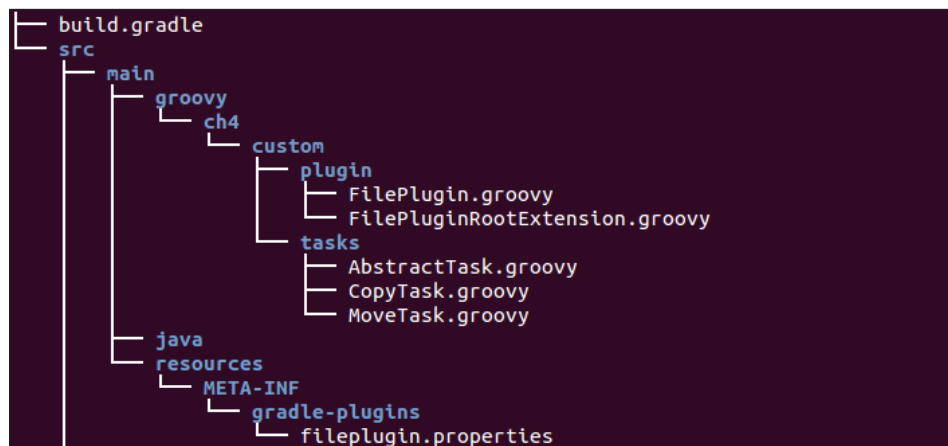 build.gradle
src
main
groovy
ch4
custom
plugin
FilePlugin.groovy
FilePluginRootExtension.groovy
tasks
AbstractTask.groovy
CopyTask.groovy
MoveTask.groovy
java
resources
META-INF
gradle-plugins
fileplugin.properties